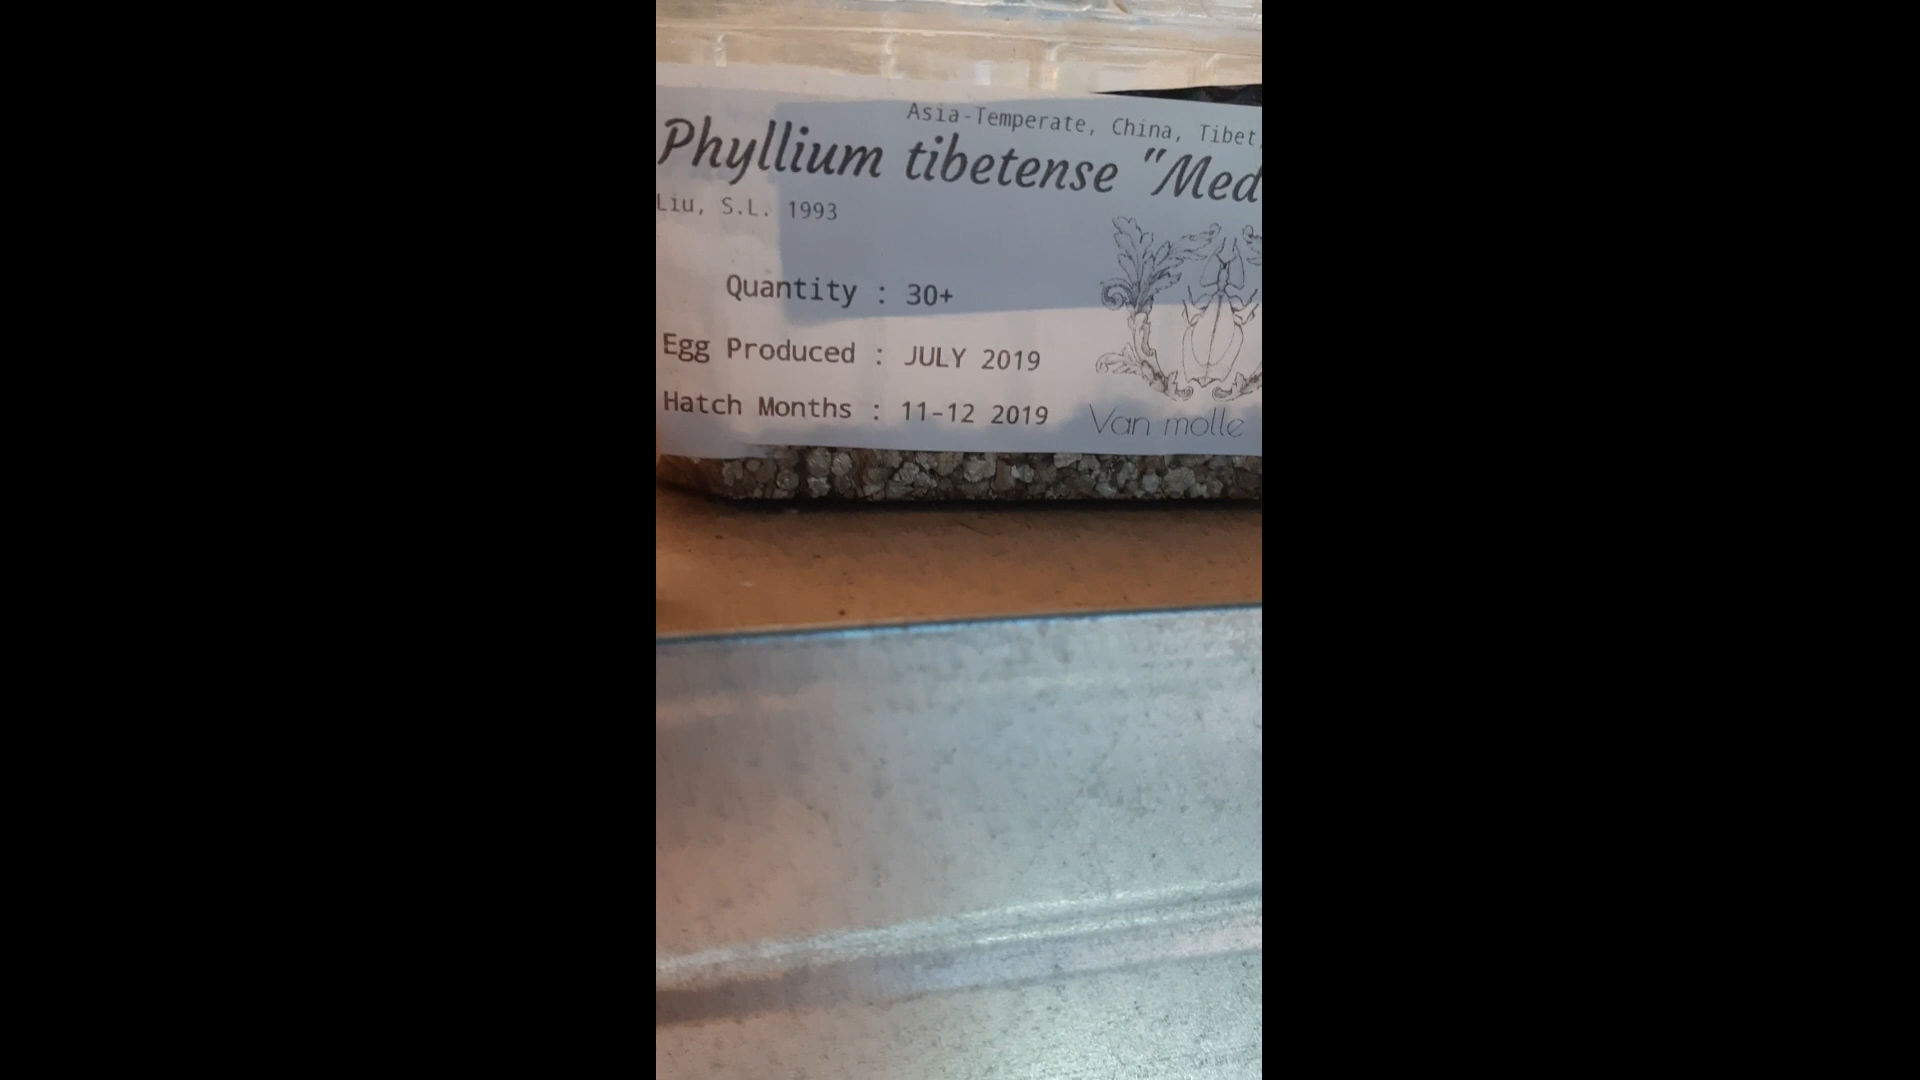 Asia-Temperate, China, Tibet,
Phyllium tibetense "Med
Liu, S.L. 1993
Quantity : 30+
Egg Produced : JULY 2019
Hatch Months : 11-12 2019
Van molle